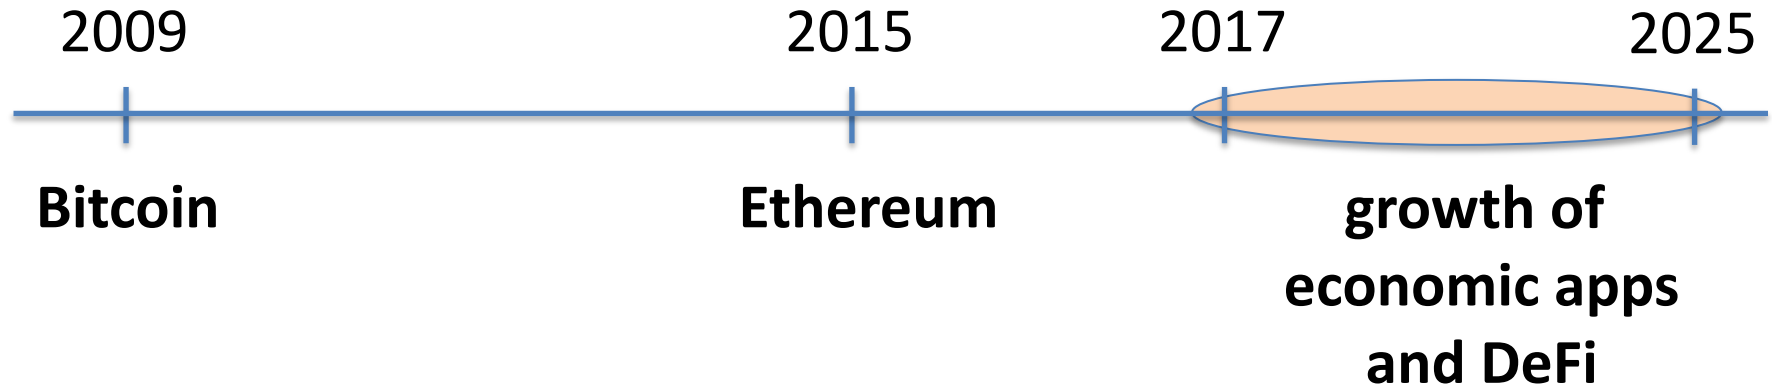 2009 2015 2017 2025
Bitcoin Ethereum growth of
economic apps
and DeFi